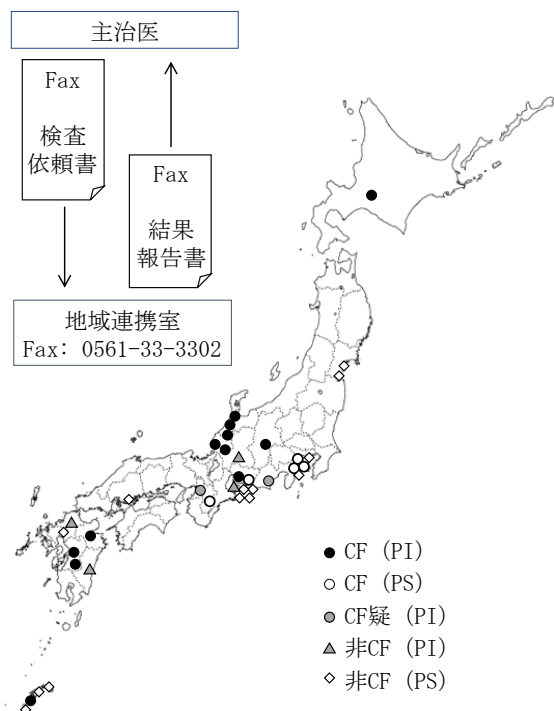 主治医
Fax
検査
依頼書
Fax
結果
報告書
地域連携室
Fax: 0561-33-3302
CF (PI)
CF (PS)
CF疑 (PI)
非CF (PI)
非CF (PS)